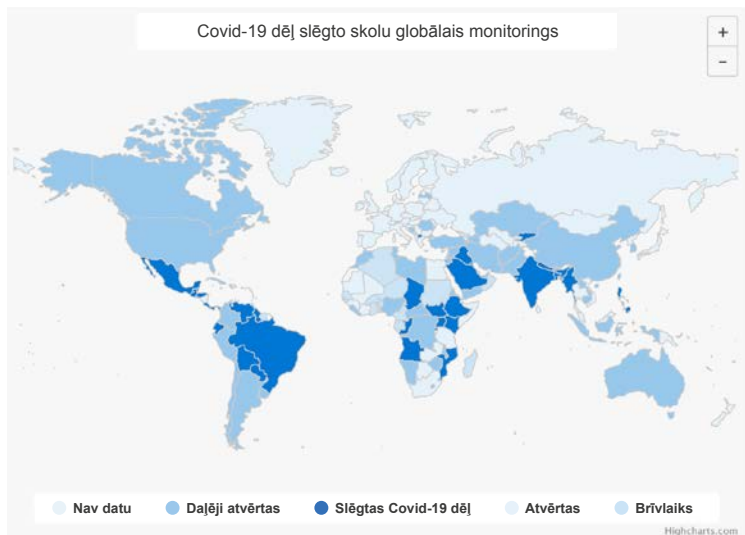 Covid-19 dēļ slēgto skolu globālais monitorings
+
−
Nav datu
Daļēji atvērtas
Slēgtas Covid-19 dēļ
Atvērtas
Brīvlaiks
Highcharts.com